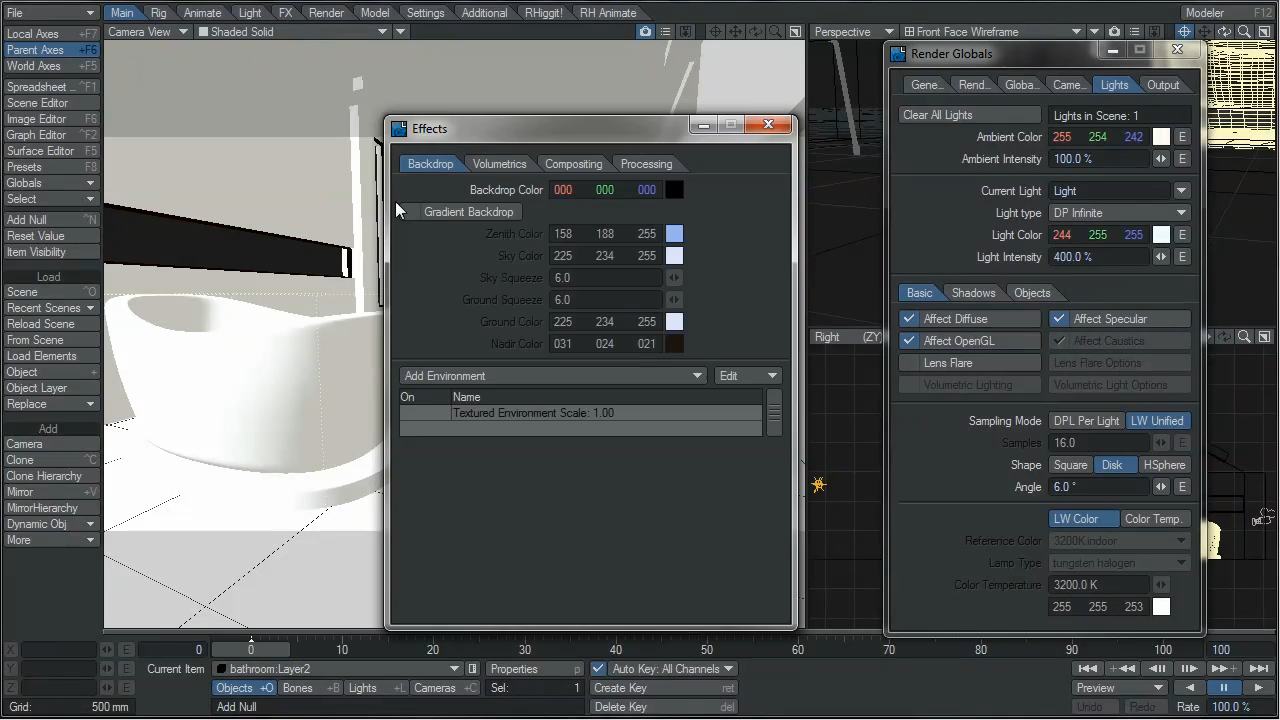 File Main Rig Animate Light FX Render Model Settings Additional RHiggit! RH Animate Modeler F12
Local Axes +F7
Parent Axes +F6
World Axes +F5
Spreadsheet ... ^F1
Scene Editor
Image Editor F6
Graph Editor ^F2
Surface Editor F5
Presets F8
Globals
Select
Add Null ^N
Reset Value
Item Visibility
Load
Scene ^O
Recent Scenes
Reload Scene
From Scene
Load Elements
Object +
Object Layer
Replace
Add
Camera
Clone ^C
Clone Hierarchy
Mirror +V
MirrorHierarchy
Dynamic Obj
More
Camera View Shaded Solid
Perspective Front Face Wireframe
Right (ZY)
Effects
Backdrop Volumetrics Compositing Processing
Backdrop Color 000 000 000
Gradient Backdrop
Zenith Color 158 188 255
Sky Color 225 234 255
Sky Squeeze 6.0
Ground Squeeze 6.0
Ground Color 225 234 255
Nadir Color 031 024 021
Add Environment Edit
On Name
Textured Environment Scale: 1.00
Render Globals
Gene... Rend... Globa... Came... Lights Output
Clear All Lights Lights in Scene: 1
Ambient Color 255 254 242 E
Ambient Intensity 100.0 % E
Current Light Light
Light type DP Infinite
Light Color 244 255 255 E
Light Intensity 400.0 % E
Basic Shadows Objects
Affect Diffuse Affect Specular
Affect OpenGL Affect Caustics
Lens Flare Lens Flare Options
Volumetric Lighting Volumetric Light Options
Sampling Mode DPL Per Light LW Unified
Samples 16.0 E
Shape Square Disk HSphere
Angle 6.0 ° E
LW Color Color Temp.
Reference Color 3200K indoor
Lamp Type tungsten halogen
Color Temperature 3200.0 K
255 255 253
X E 0 0 10 20 30 40 50 60 70 80 90 100 100
Y E Current Item bathroom:Layer2 Properties p Auto Key: All Channels
Z E Objects +O Bones +B Lights +L Cameras +C Sel: 1 Create Key ret Preview
Grid: 500 mm Add Null Delete Key del Undo Redo Rate 100.0 %